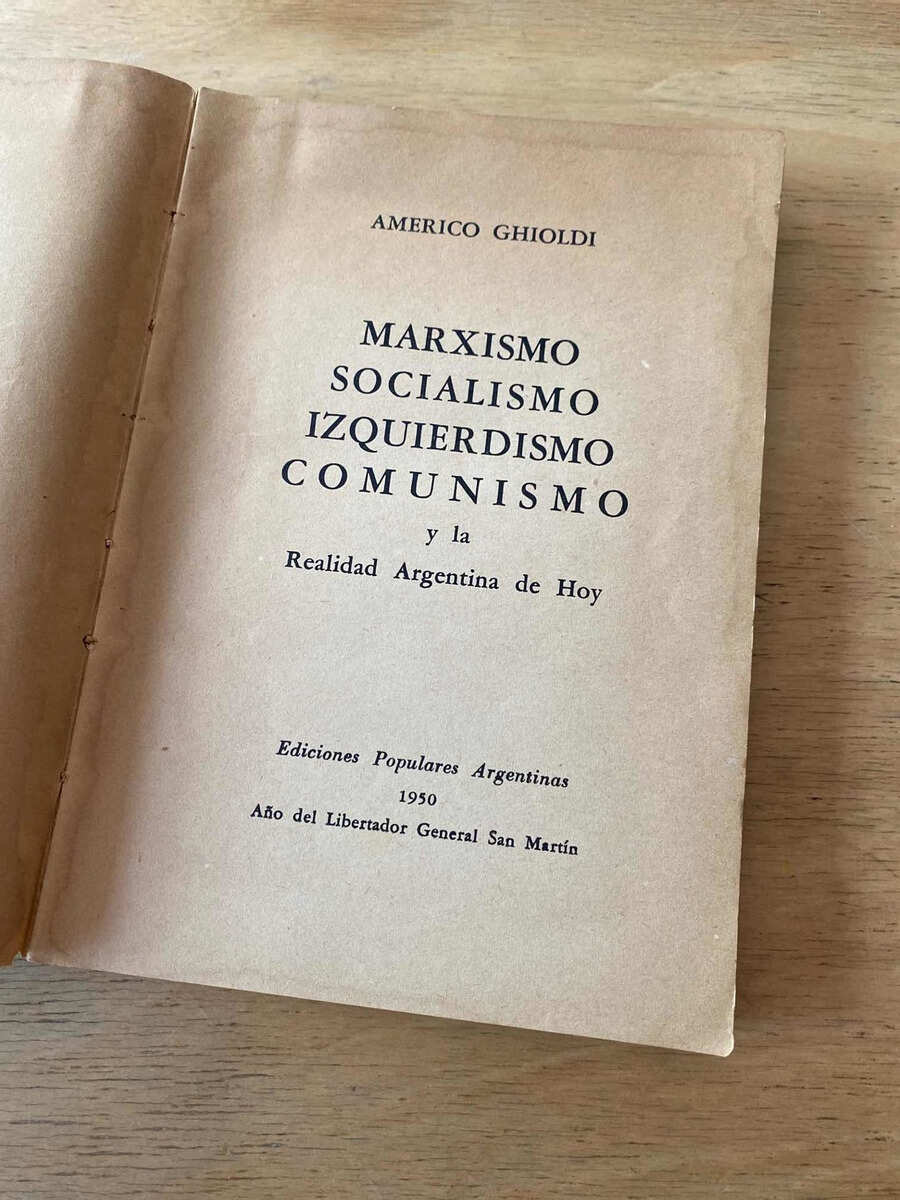 AMERICO GHIOLDI
MARXISMO
SOCIALISMO
IZQUIERDISMO
COMUNISMO
y la
Realidad Argentina de Hoy
Ediciones Populares Argentinas
1950
Año del Libertador General San Martín